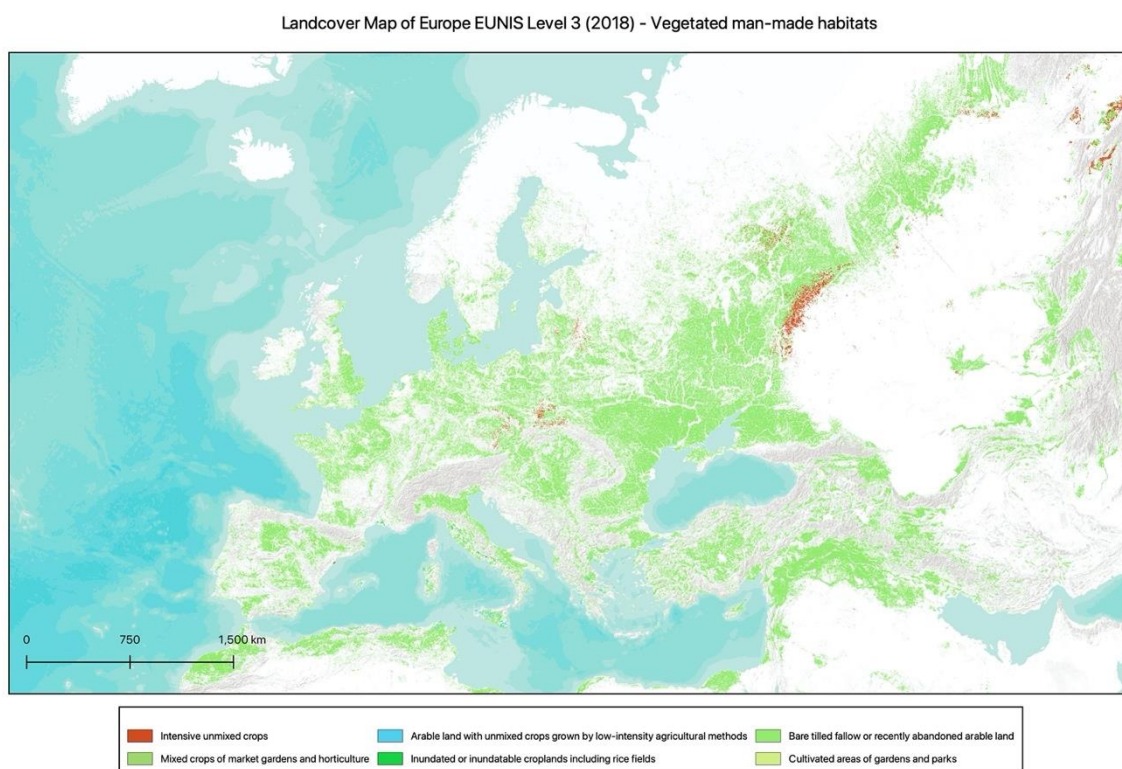 Landcover Map of Europe EUNIS Level 3 (2018) - Vegetated man-made habitats
0 750 1,500 km
Intensive unmixed crops
Arable land with unmixed crops grown by low-intensity agricultural methods
Bare tilled fallow or recently abandoned arable land
Mixed crops of market gardens and horticulture
Inundated or inundatable croplands including rice fields
Cultivated areas of gardens and parks